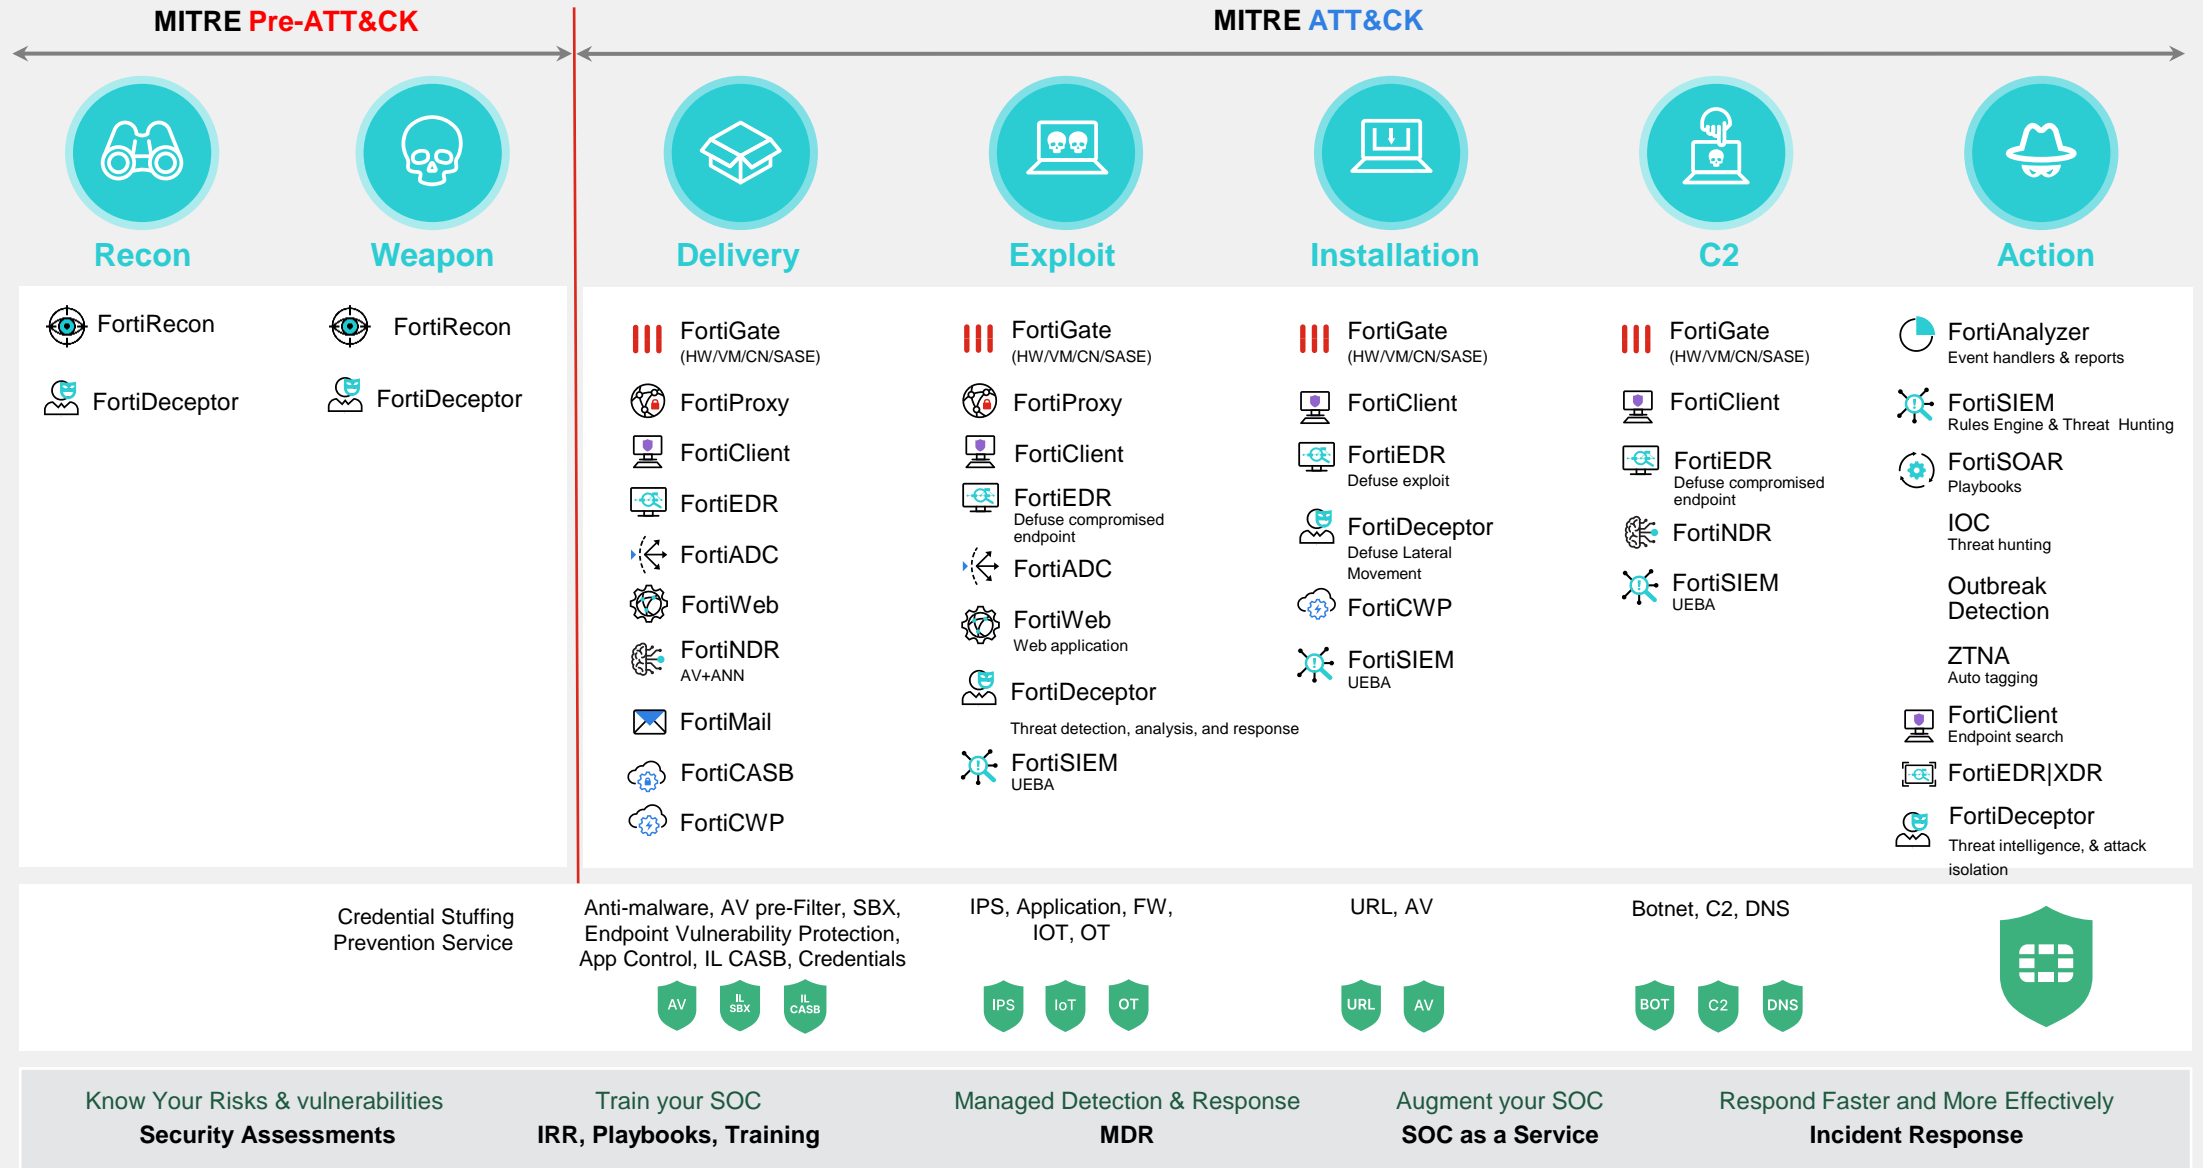 MITRE Pre-ATT&CK
MITRE ATT&CK
Recon
Weapon
Delivery
Exploit
Installation
C2
Action
FortiRecon
FortiDeceptor
FortiRecon
FortiDeceptor
FortiGate
(HW/VM/CN/SASE)
FortiProxy
FortiClient
FortiEDR
FortiADC
FortiWeb
FortiNDR
AV+ANN
FortiMail
FortiCASB
FortiCWP
FortiGate
(HW/VM/CN/SASE)
FortiProxy
FortiClient
FortiEDR
Defuse compromised
endpoint
FortiADC
FortiWeb
Web application
FortiDeceptor
Threat detection, analysis, and response
FortiSIEM
UEBA
FortiGate
(HW/VM/CN/SASE)
FortiClient
FortiEDR
Defuse exploit
FortiDeceptor
Defuse Lateral
Movement
FortiCWP
FortiSIEM
UEBA
FortiGate
(HW/VM/CN/SASE)
FortiClient
FortiEDR
Defuse compromised
endpoint
FortiNDR
FortiSIEM
UEBA
FortiAnalyzer
Event handlers & reports
FortiSIEM
Rules Engine & Threat Hunting
FortiSOAR
Playbooks
IOC
Threat hunting
Outbreak
Detection
ZTNA
Auto tagging
FortiClient
Endpoint search
FortiEDR|XDR
FortiDeceptor
Threat intelligence, & attack
isolation
Credential Stuffing
Prevention Service
Anti-malware, AV pre-Filter, SBX,
Endpoint Vulnerability Protection,
App Control, IL CASB, Credentials
AV
IL
SBX
IL
CASB
IPS, Application, FW,
IOT, OT
IPS
IoT
OT
URL, AV
URL
AV
Botnet, C2, DNS
BOT
C2
DNS
Know Your Risks & vulnerabilities
Security Assessments
Train your SOC
IRR, Playbooks, Training
Managed Detection & Response
MDR
Augment your SOC
SOC as a Service
Respond Faster and More Effectively
Incident Response